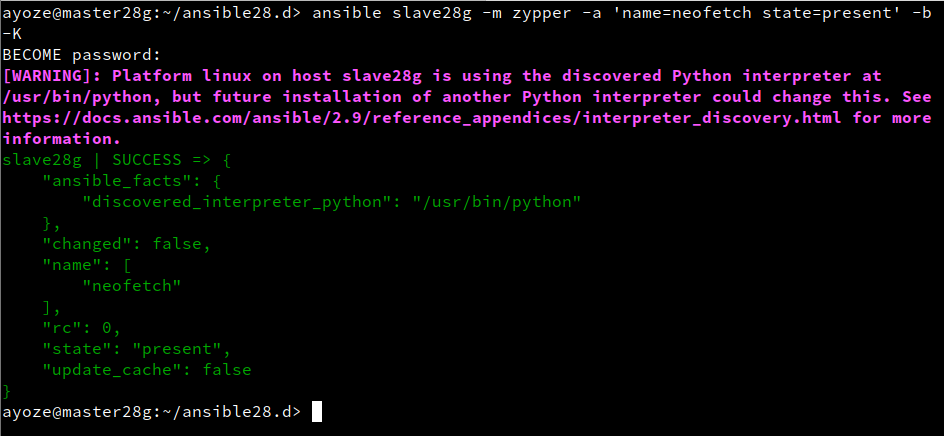 ayoze@master28g:~/ansible28.d> ansible slave28g -m zypper -a 'name=neofetch state=present' -b
-K
BECOME password:
[WARNING]: Platform linux on host slave28g is using the discovered Python interpreter at
/usr/bin/python, but future installation of another Python interpreter could change this. See
https://docs.ansible.com/ansible/2.9/reference_appendices/interpreter_discovery.html for more
information.
slave28g | SUCCESS => {
    "ansible_facts": {
        "discovered_interpreter_python": "/usr/bin/python"
    },
    "changed": false,
    "name": [
        "neofetch"
    ],
    "rc": 0,
    "state": "present",
    "update_cache": false
}
ayoze@master28g:~/ansible28.d>